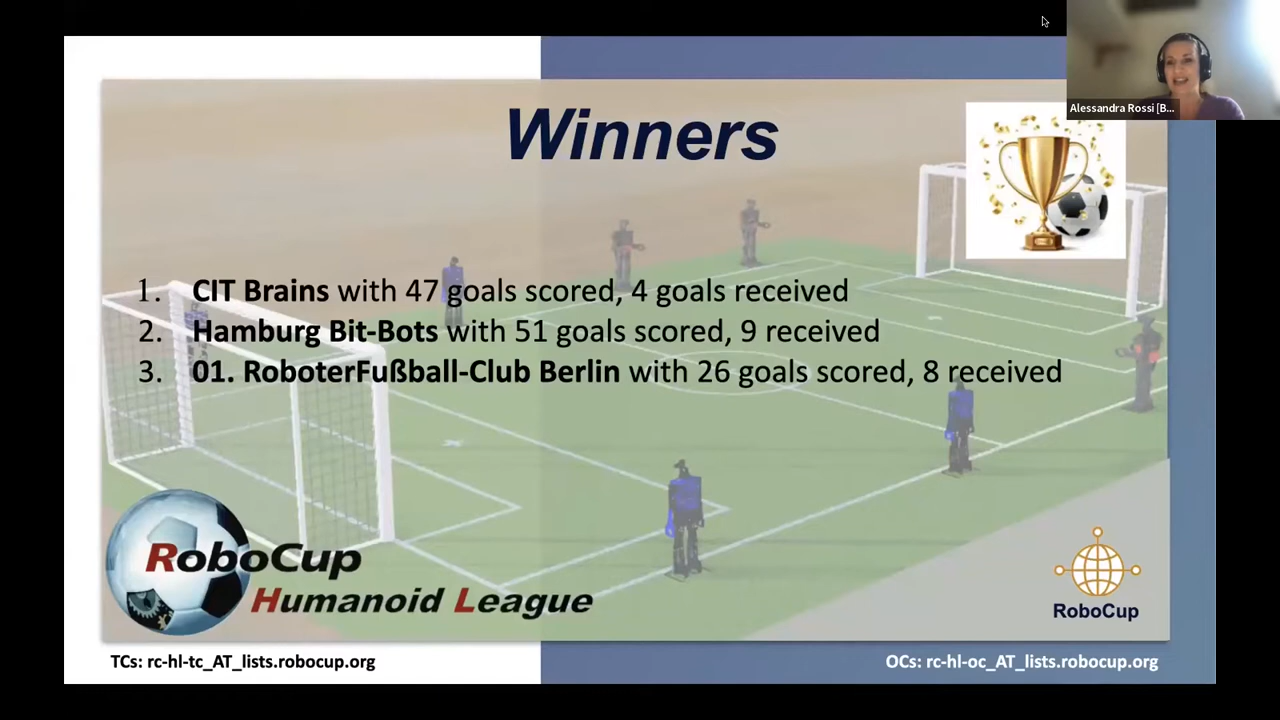 Alessandra Rossi [B...
Winners
1. CIT Brains with 47 goals scored, 4 goals received
2. Hamburg Bit-Bots with 51 goals scored, 9 received
3. 01. RoboterFußball-Club Berlin with 26 goals scored, 8 received
RoboCup
Humanoid League
RoboCup
TCs: rc-hl-tc_AT_lists.robocup.org
OCs: rc-hl-oc_AT_lists.robocup.org